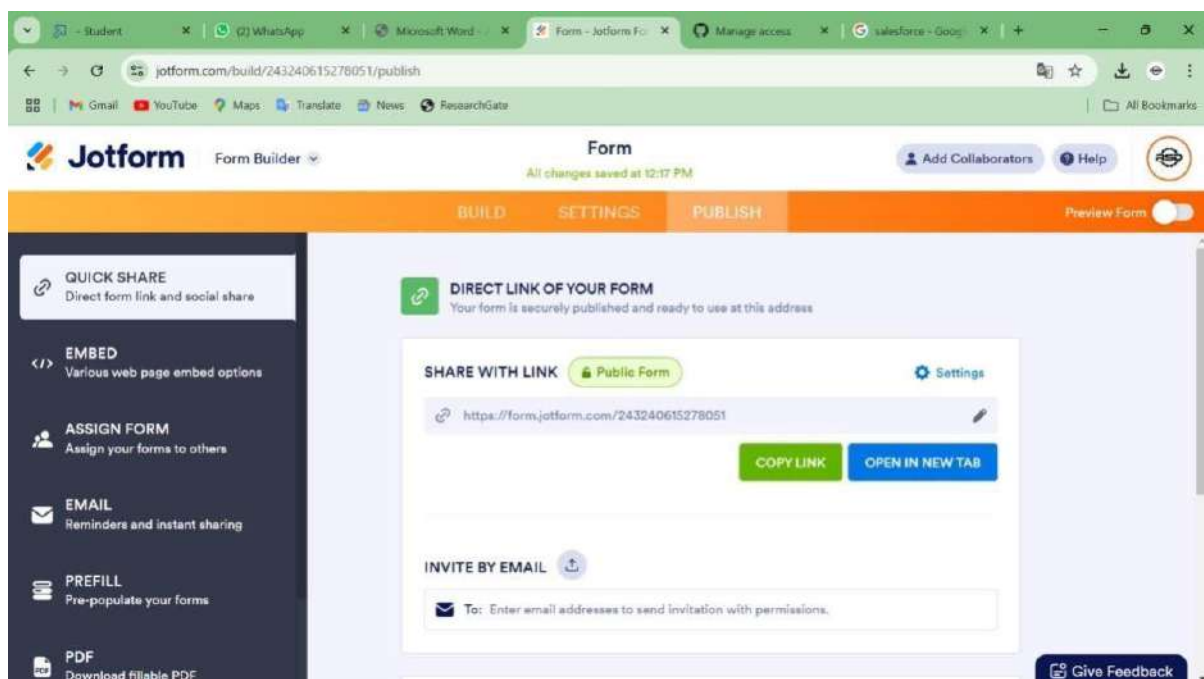 - Student
(2) WhatsApp
Microsoft Word -
Form - Jotform Fo
Manage access
salesforce - Goog
jotform.com/build/243240615278051/publish
Gmail YouTube Maps Translate News ResearchGate
All Bookmarks
Jotform Form Builder
Form
All changes saved at 12:17 PM
Add Collaborators
Help
BUILD SETTINGS PUBLISH
Preview Form
QUICK SHARE
Direct form link and social share
EMBED
Various web page embed options
ASSIGN FORM
Assign your forms to others
EMAIL
Reminders and instant sharing
PREFILL
Pre-populate your forms
PDF
Download fillable PDF
DIRECT LINK OF YOUR FORM
Your form is securely published and ready to use at this address
SHARE WITH LINK Public Form Settings
https://form.jotform.com/243240615278051
COPY LINK OPEN IN NEW TAB
INVITE BY EMAIL
To: Enter email addresses to send invitation with permissions.
Give Feedback